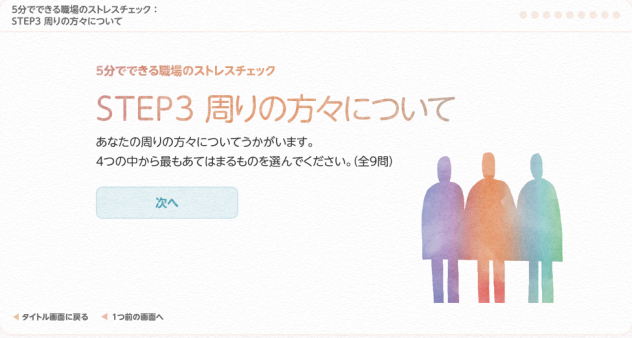 5分でできる職場のストレスチェック：
STEP3 周りの方々について
5分でできる職場のストレスチェック
STEP3 周りの方々について
あなたの周りの方々についてうかがいます。
4つの中から最もあてはまるものを選んでください。（全9問）
次へ
タイトル画面に戻る
1つ前の画面へ